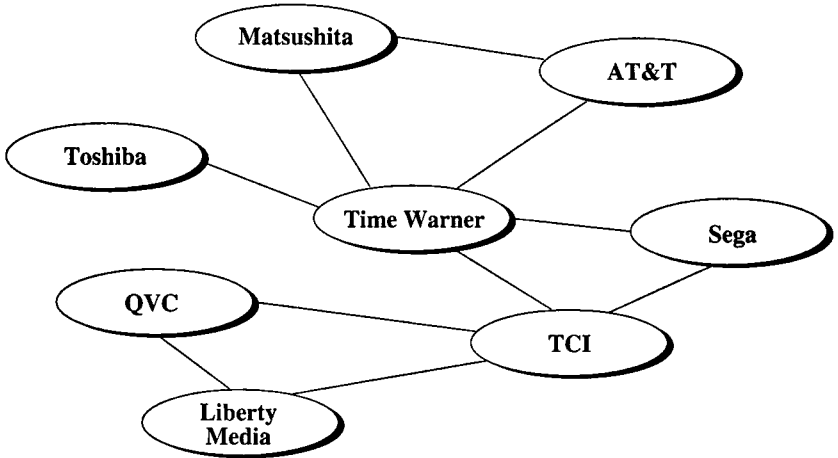 Matsushita
AT&T
Toshiba
Time Warner
Sega
QVC
TCI
Liberty
Media